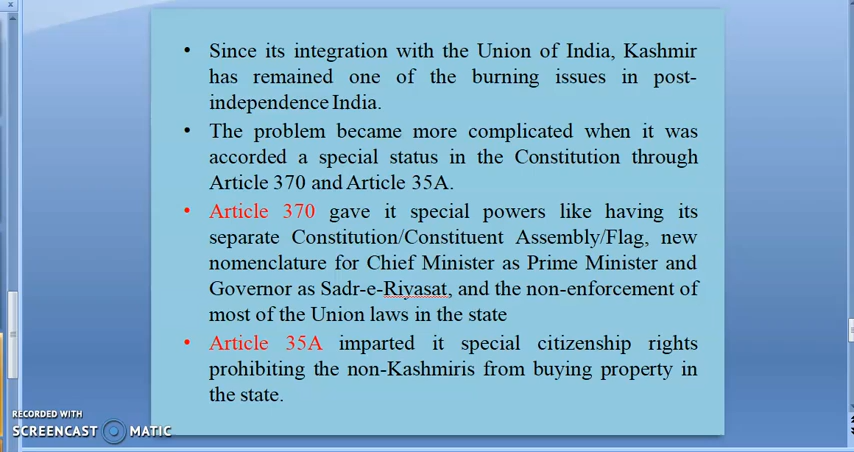 • Since its integration with the Union of India, Kashmir
has remained one of the burning issues in post-
independence India.
• The problem became more complicated when it was
accorded a special status in the Constitution through
Article 370 and Article 35A.
• Article 370 gave it special powers like having its
separate Constitution/Constituent Assembly/Flag, new
nomenclature for Chief Minister as Prime Minister and
Governor as Sadr-e-Riyasat, and the non-enforcement of
most of the Union laws in the state
• Article 35A imparted it special citizenship rights
prohibiting the non-Kashmiris from buying property in
the state.
RECORDED WITH
SCREENCAST MATIC